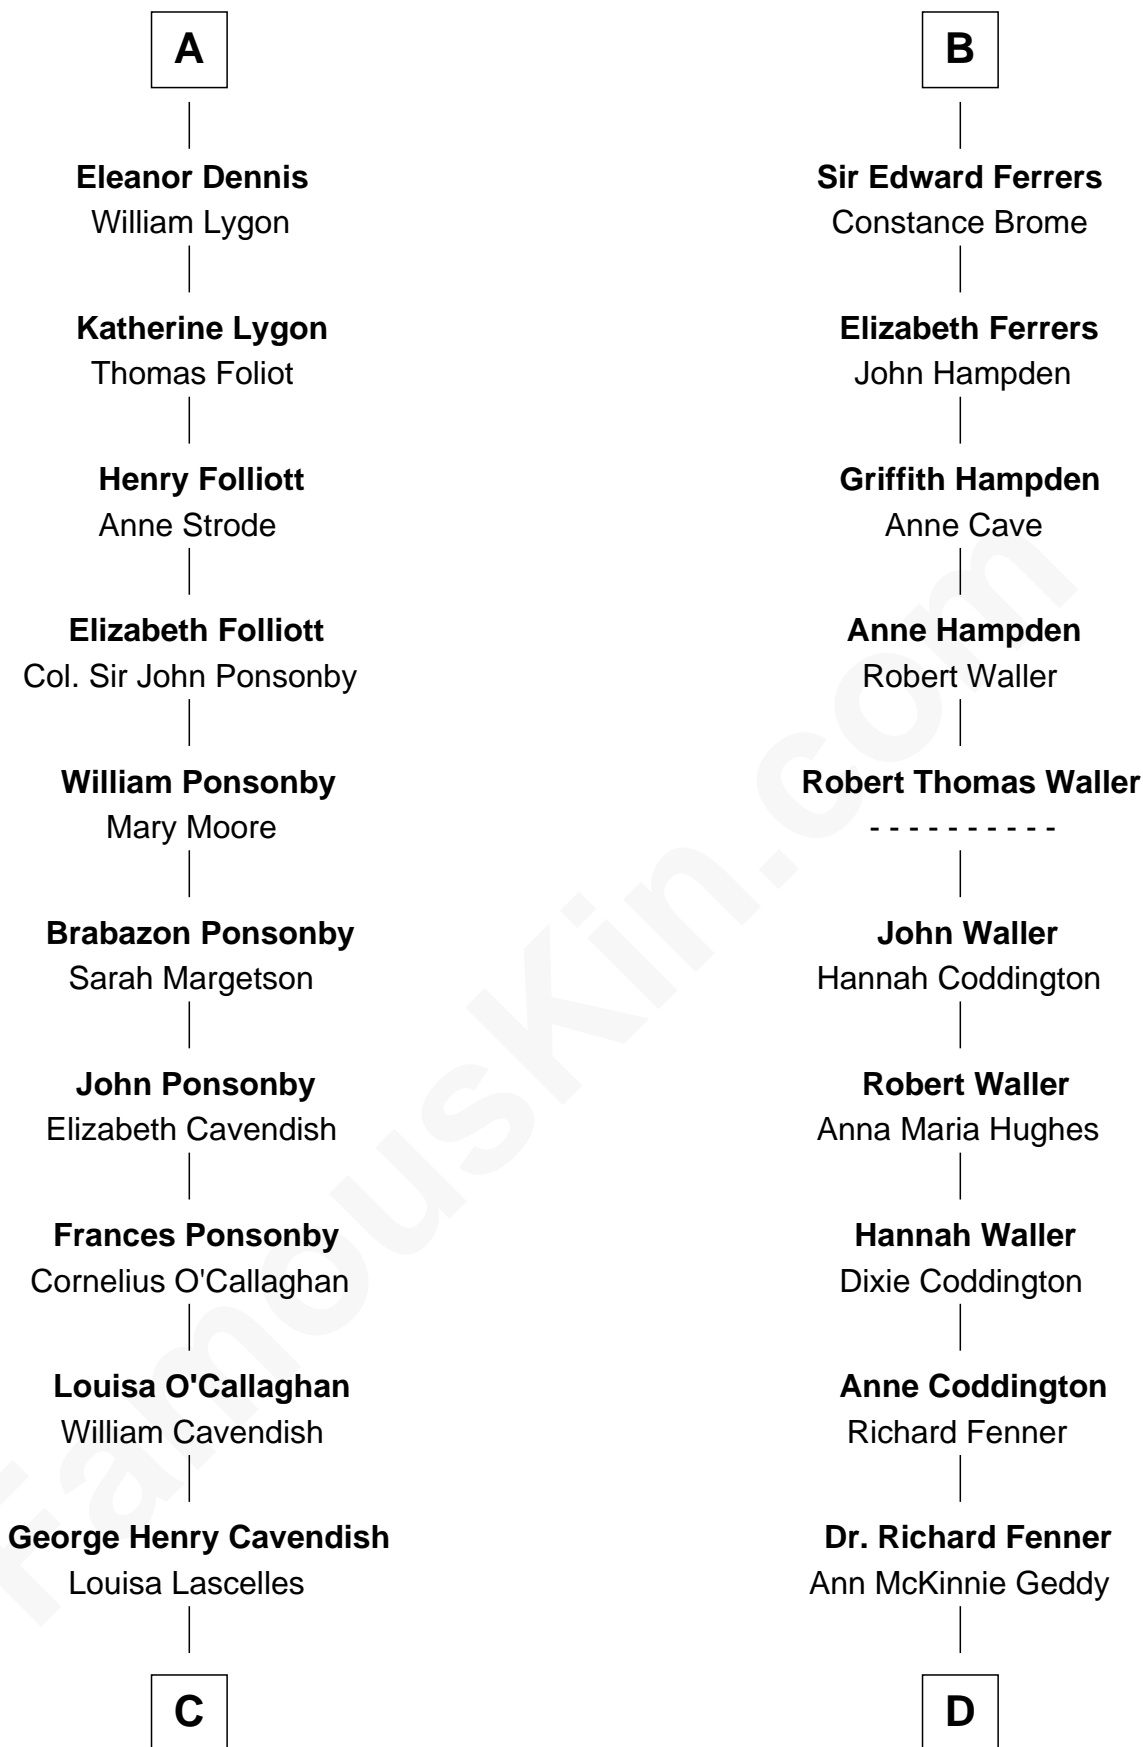 A
Eleanor Dennis
William Lygon
Katherine Lygon
Thomas Foliot
Henry Folliott
Anne Strode
Elizabeth Folliott
Col. Sir John Ponsonby
William Ponsonby
Mary Moore
Brabazon Ponsonby
Sarah Margetson
John Ponsonby
Elizabeth Cavendish
Frances Ponsonby
Cornelius O'Callaghan
Louisa O'Callaghan
William Cavendish
George Henry Cavendish
Louisa Lascelles
C
B
Sir Edward Ferrers
Constance Brome
Elizabeth Ferrers
John Hampden
Griffith Hampden
Anne Cave
Anne Hampden
Robert Waller
Robert Thomas Waller
- - - - - - - - - -
John Waller
Hannah Coddington
Robert Waller
Anna Maria Hughes
Hannah Waller
Dixie Coddington
Anne Coddington
Richard Fenner
Dr. Richard Fenner
Ann McKinnie Geddy
D
FamousKin.com